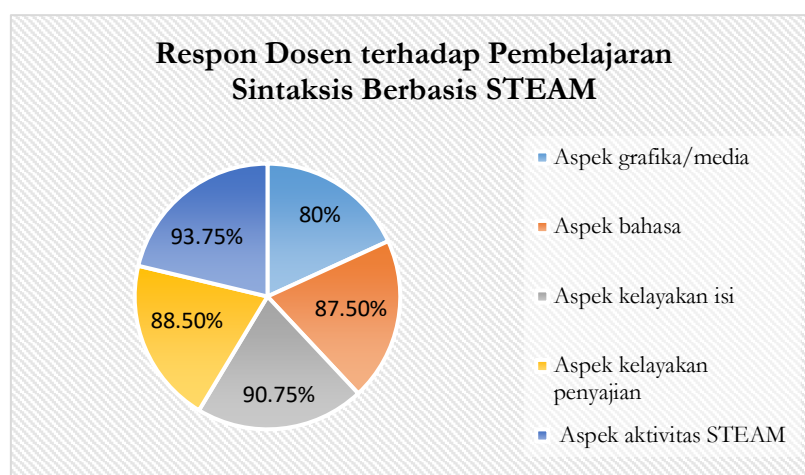 Respon Dosen terhadap Pembelajaran
Sintaksis Berbasis STEAM
80%
87.50%
90.75%
88.50%
93.75%
Aspek grafika/media
Aspek bahasa
Aspek kelayakan isi
Aspek kelayakan
penyajian
Aspek aktivitas STEAM